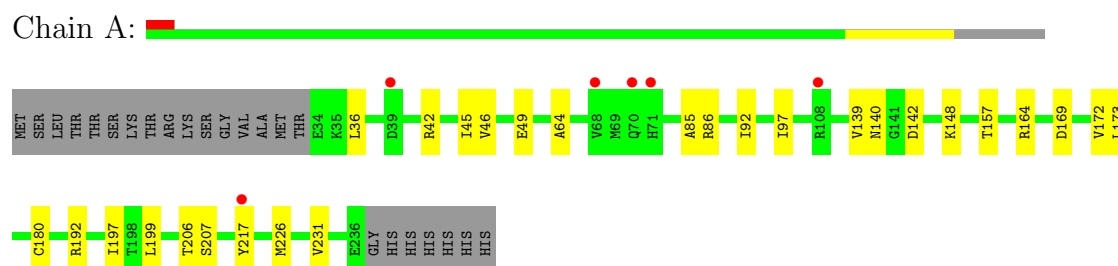 Chain A:
MET SER LEU THR THR SER LYS THR ARG LYS SER GLY VAL ALA MET THR E34 K35 L36 D39 R42 I45 V46 E49 A64 V68 M69 Q70 H71 A85 R86 I92 I97 R108 V139 N140 G141 D142 K148 T157 R164 D169 V172
C180 R192 I197 T198 L199 T206 S207 Y217 M226 V231 E236 GLY HIS HIS HIS HIS HIS HIS